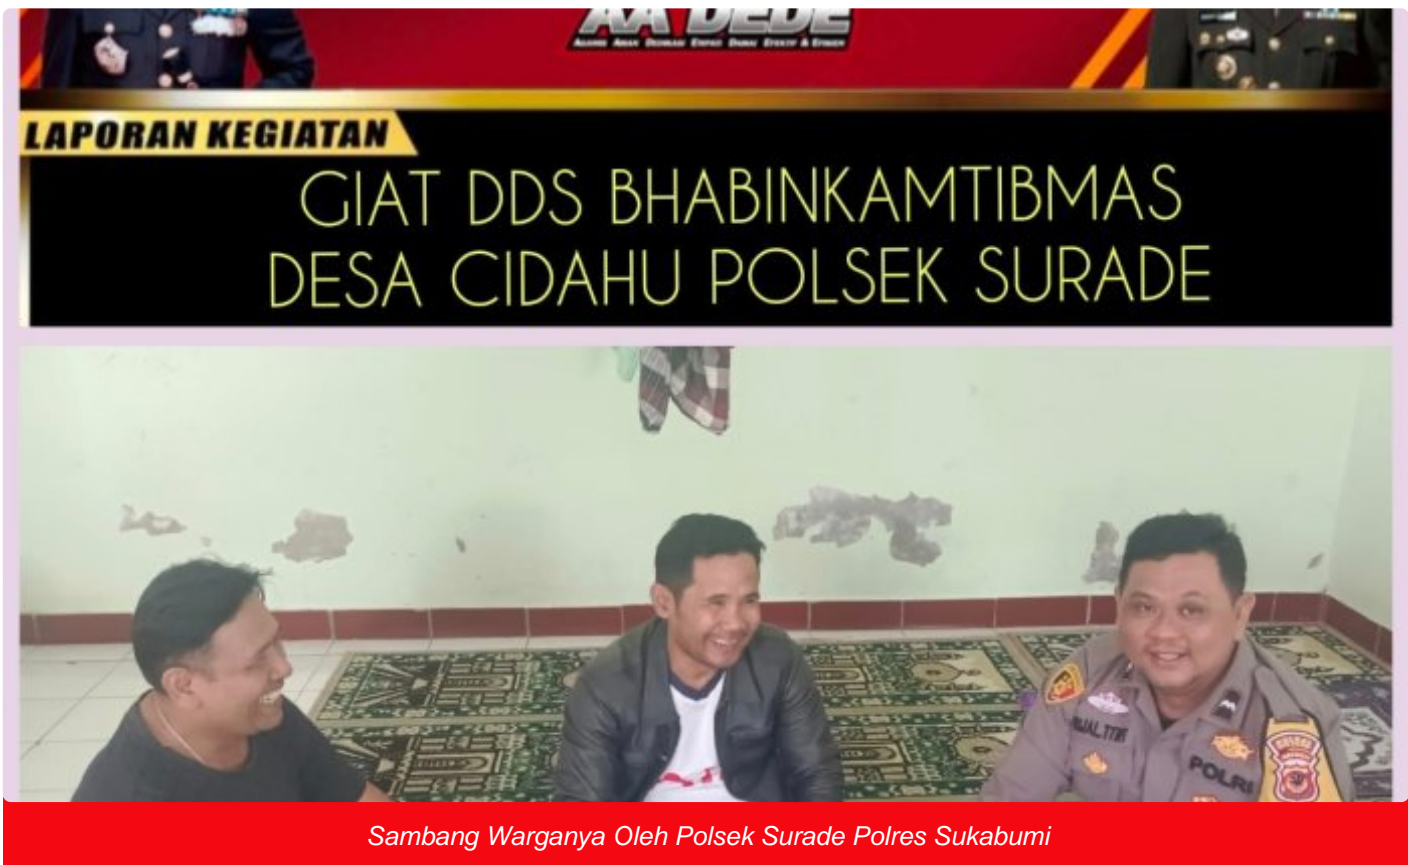 AA DEDE
LAPORAN KEGIATAN
GIAT DDS BHABINKAMTIBMAS
DESA CIDAHU POLSEK SURADE
POLRI
Sambang Warganya Oleh Polsek Surade Polres Sukabumi